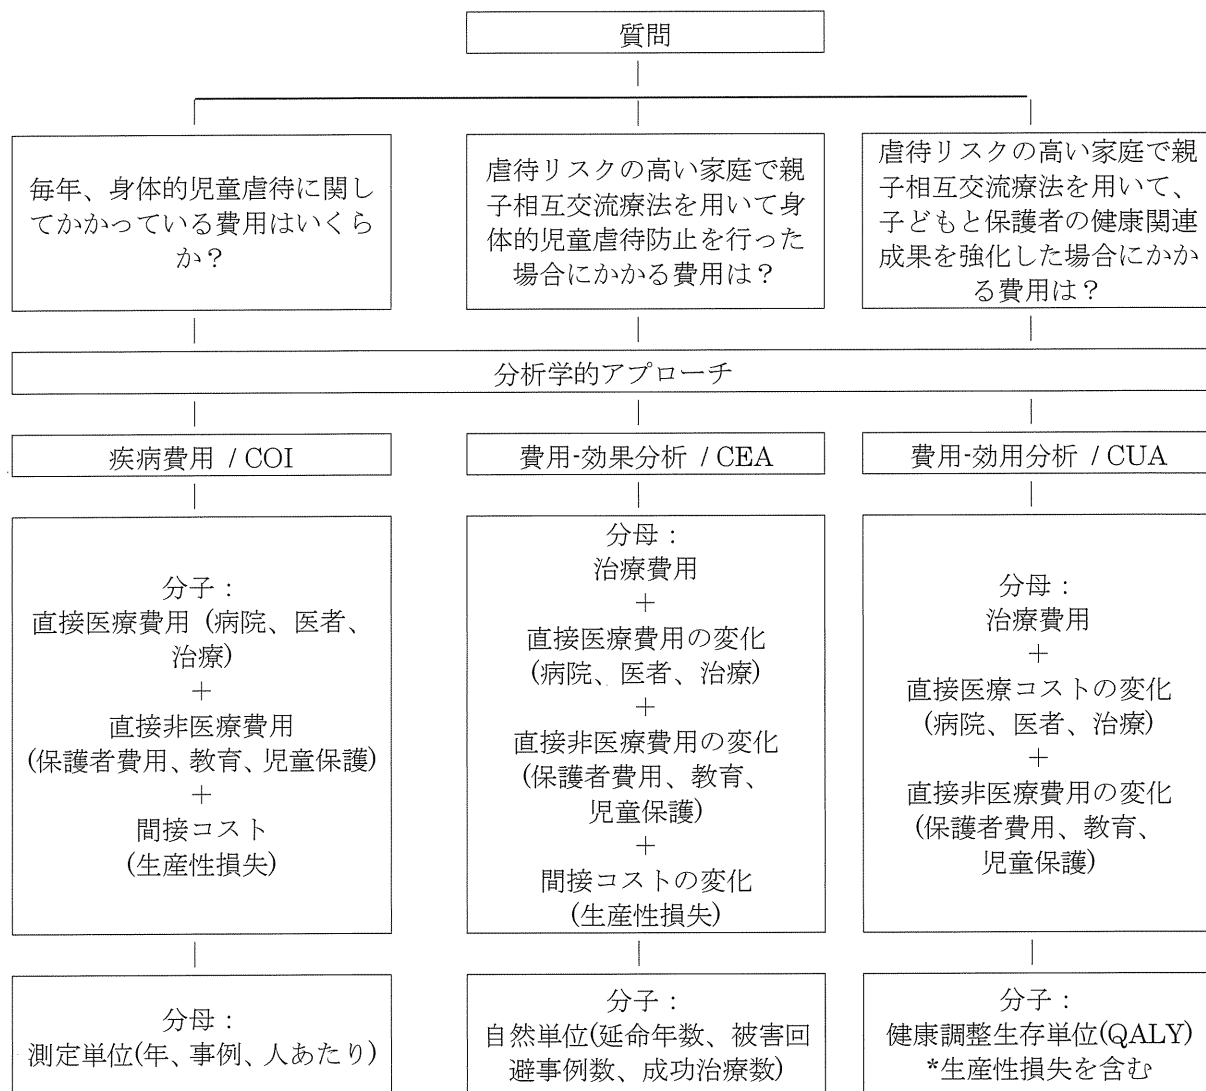 質問
毎年、身体的児童虐待に関し
てかかっている費用はいくら
か？
虐待リスクの高い家庭で親
子相互交流療法を用いて身
体的児童虐待防止を行った
場合にかかる費用は？
虐待リスクの高い家庭で親
子相互交流療法を用いて、
子どもと保護者の健康関連
成果を強化した場合にかか
る費用は？
分析学的アプローチ
疾病費用 / COI
費用-効果分析 / CEA
費用-効用分析 / CUA
分子：
直接医療費用 (病院、医者、
治療)
+
直接非医療費用
(保護者費用、教育、児童保護)
+
間接コスト
(生産性損失)
分母：
治療費用
+
直接医療費用の変化
(病院、医者、治療)
+
直接非医療費用の変化
(保護者費用、教育、
児童保護)
+
間接コストの変化
(生産性損失)
分母：
治療費用
+
直接医療コストの変化
(病院、医者、治療)
+
直接非医療費用の変化
(保護者費用、教育、
児童保護)
分母：
測定単位(年、事例、人あたり)
分子：
自然単位(延命年数、被害回
避事例数、成功治療数)
分子：
健康調整生存単位(QALY)
*生産性損失を含む